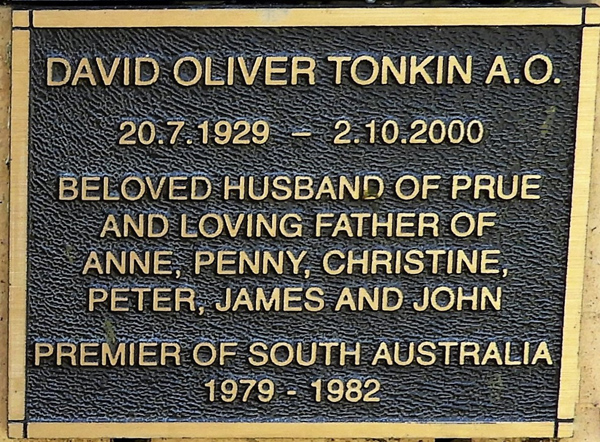 DAVID OLIVER TONKIN A.O.
20.7.1929 – 2.10.2000
BELOVED HUSBAND OF PRUE
AND LOVING FATHER OF
ANNE, PENNY, CHRISTINE,
PETER, JAMES AND JOHN
PREMIER OF SOUTH AUSTRALIA
1979 - 1982